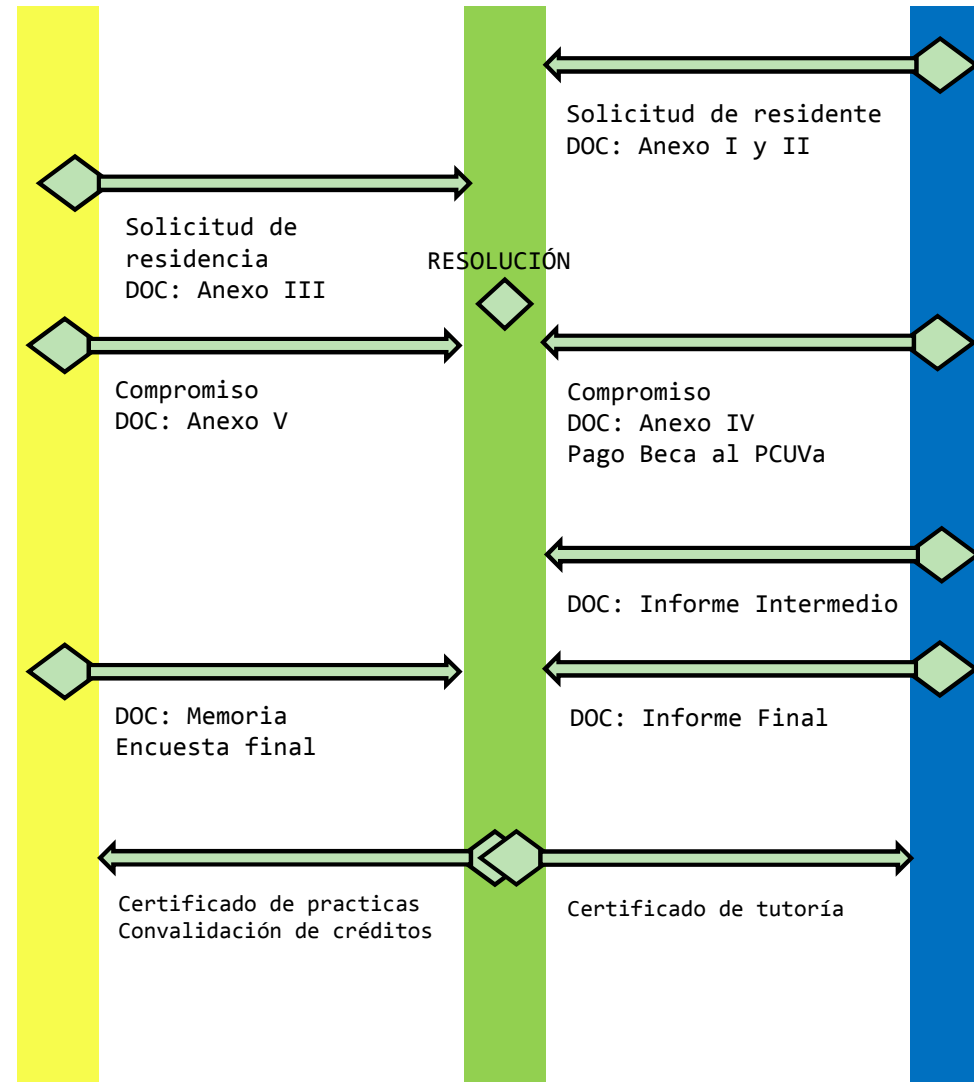 Solicitud de residente
DOC: Anexo I y II
Solicitud de
residencia
DOC: Anexo III
RESOLUCIÓN
Compromiso
DOC: Anexo V
Compromiso
DOC: Anexo IV
Pago Beca al PCUVa
DOC: Informe Intermedio
DOC: Memoria
Encuesta final
DOC: Informe Final
Certificado de practicas
Convalidación de créditos
Certificado de tutoría